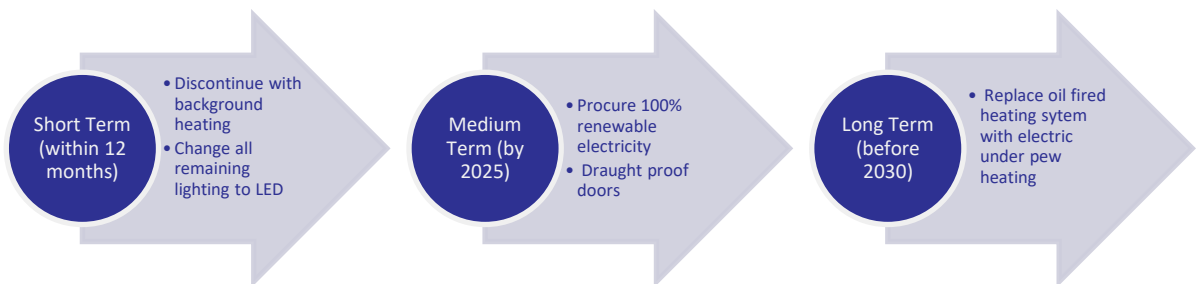 Short Term
(within 12
months)
• Discontinue with
background
heating
• Change all
remaining
lighting to LED
Medium
Term (by
2025)
• Procure 100%
renewable
electricity
• Draught proof
doors
Long Term
(before
2030)
• Replace oil fired
heating sytem
with electric
under pew
heating